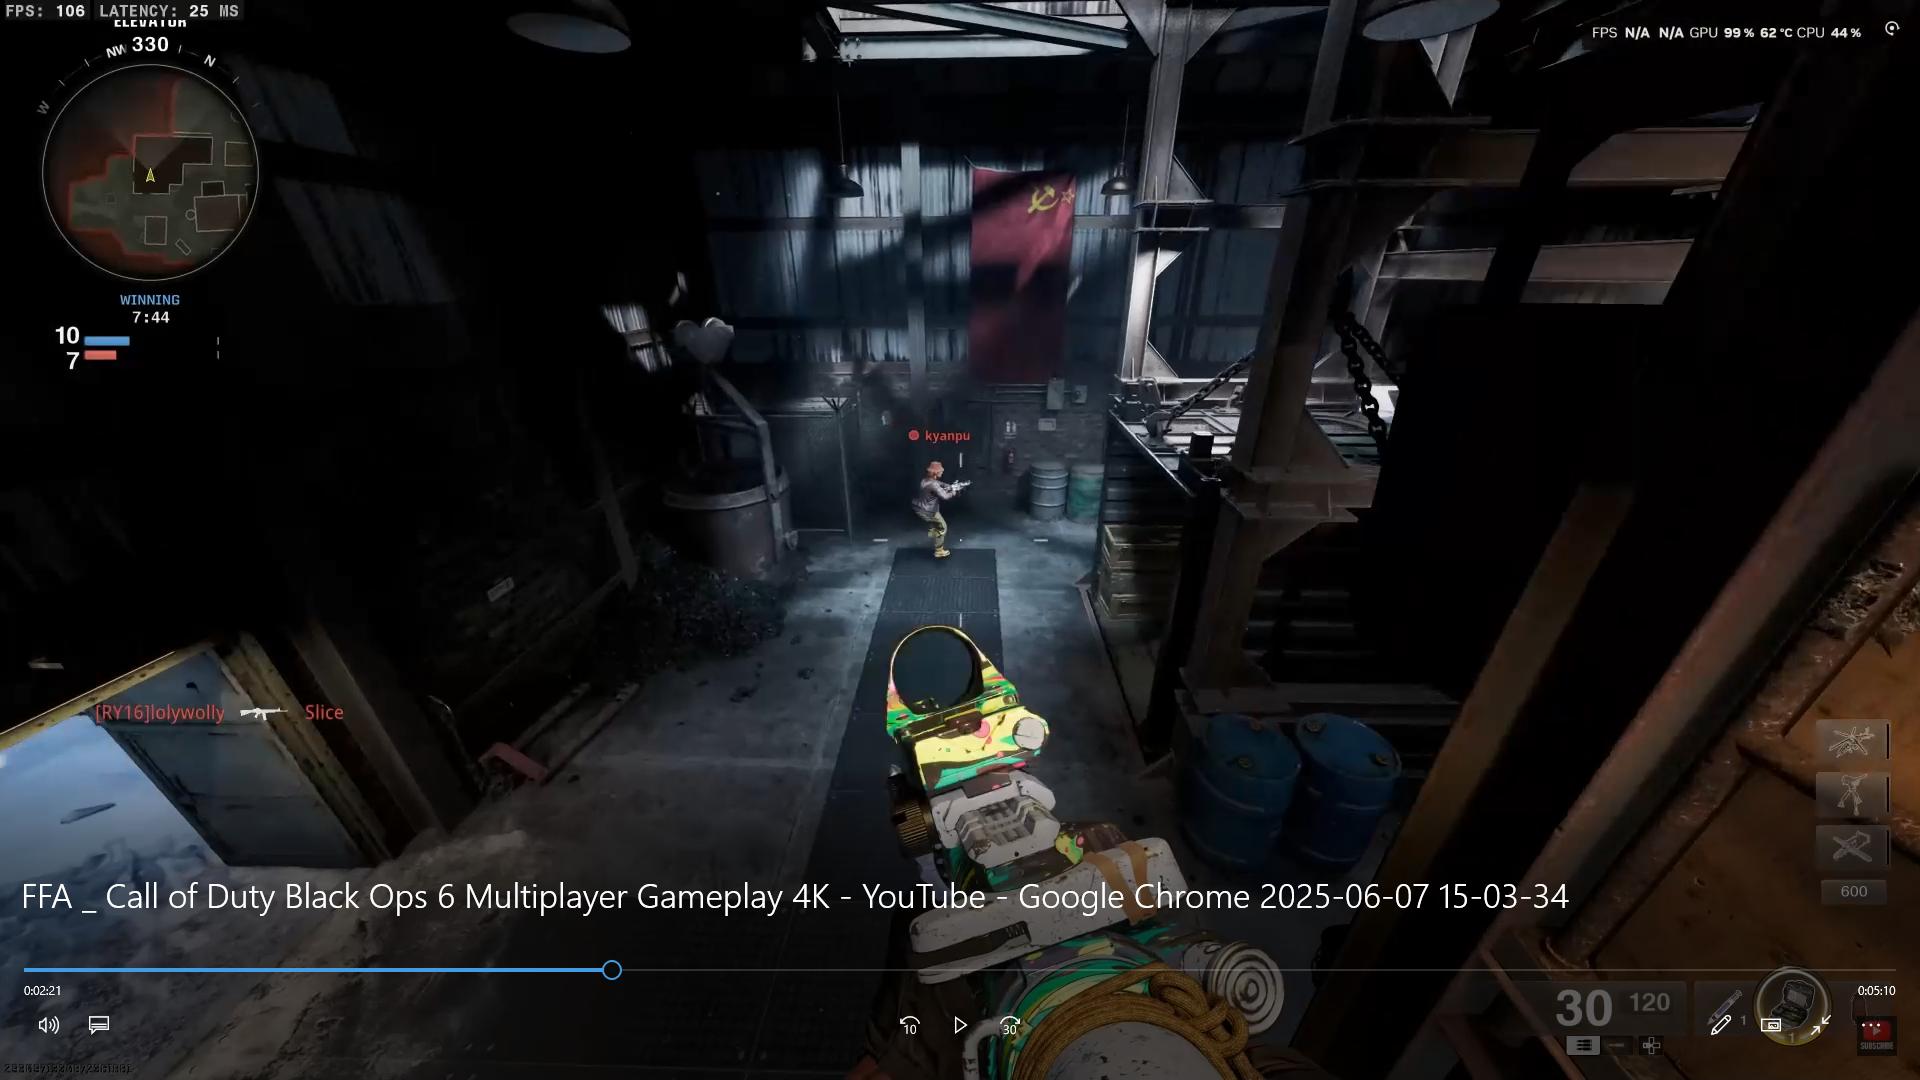 FPS: 106 LATENCY: 25 MS
ELEVATOR
NW 330 N
W
FPS N/A N/A GPU 99 % 62 °C CPU 44 %
WINNING
7:44
10
7
kyanpu
[RY16]lolywolly Slice
600
FFA _ Call of Duty Black Ops 6 Multiplayer Gameplay 4K - YouTube - Google Chrome 2025-06-07 15-03-34
0:02:21
0:05:10
10
30
30 120
1
1
SUBSCRIBE